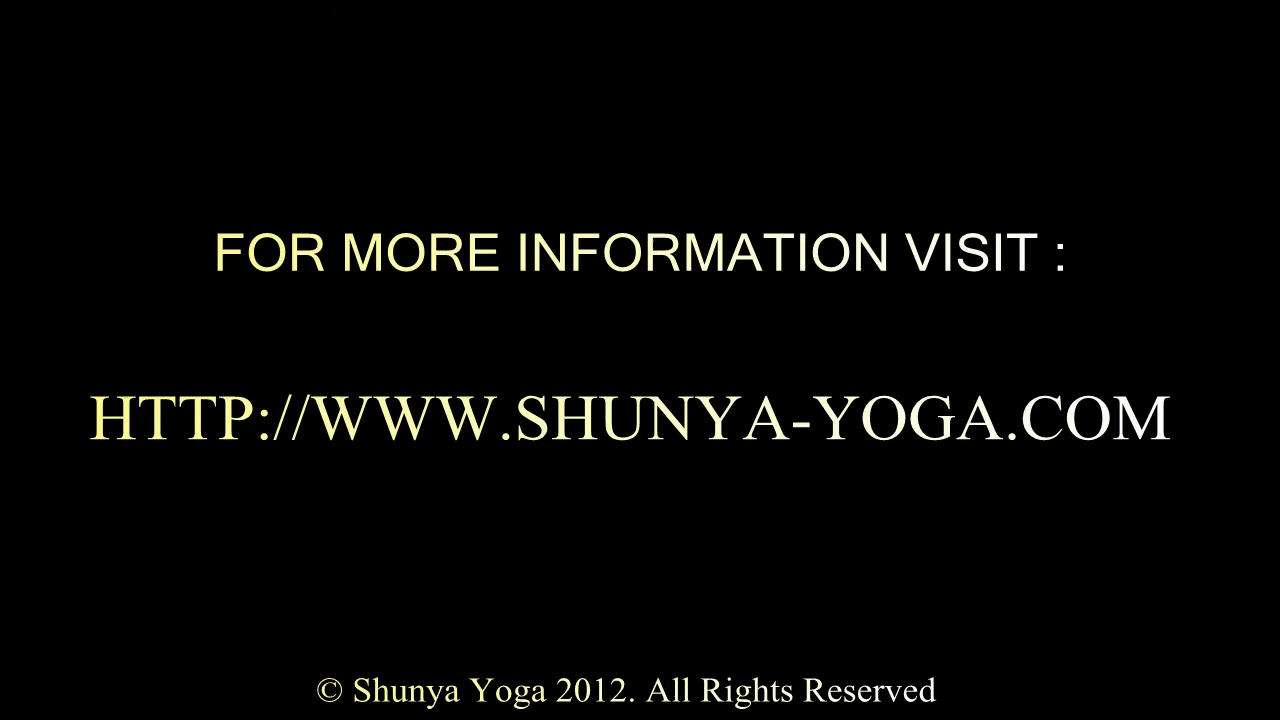 FOR MORE INFORMATION VISIT :
HTTP://WWW.SHUNYA-YOGA.COM
© Shunya Yoga 2012. All Rights Reserved